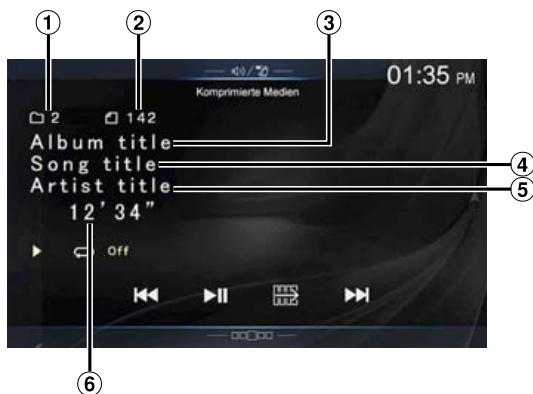 1 2 3
01:35 PM
Komprimierte Medien
2 142
Album title
Song title 4
Artist title 5
12'34"
Off
6